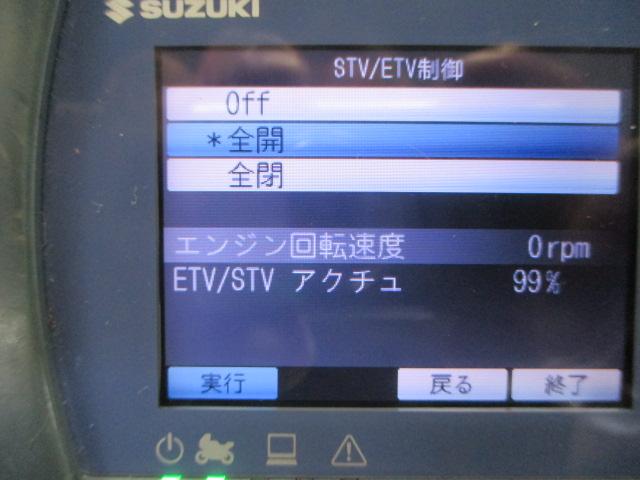 SUZUKI
STV/ETV制御
Off
*全開
全閉
エンジン回転速度 0rpm
ETV/STV アクチュ 99%
実行 戻る 終了